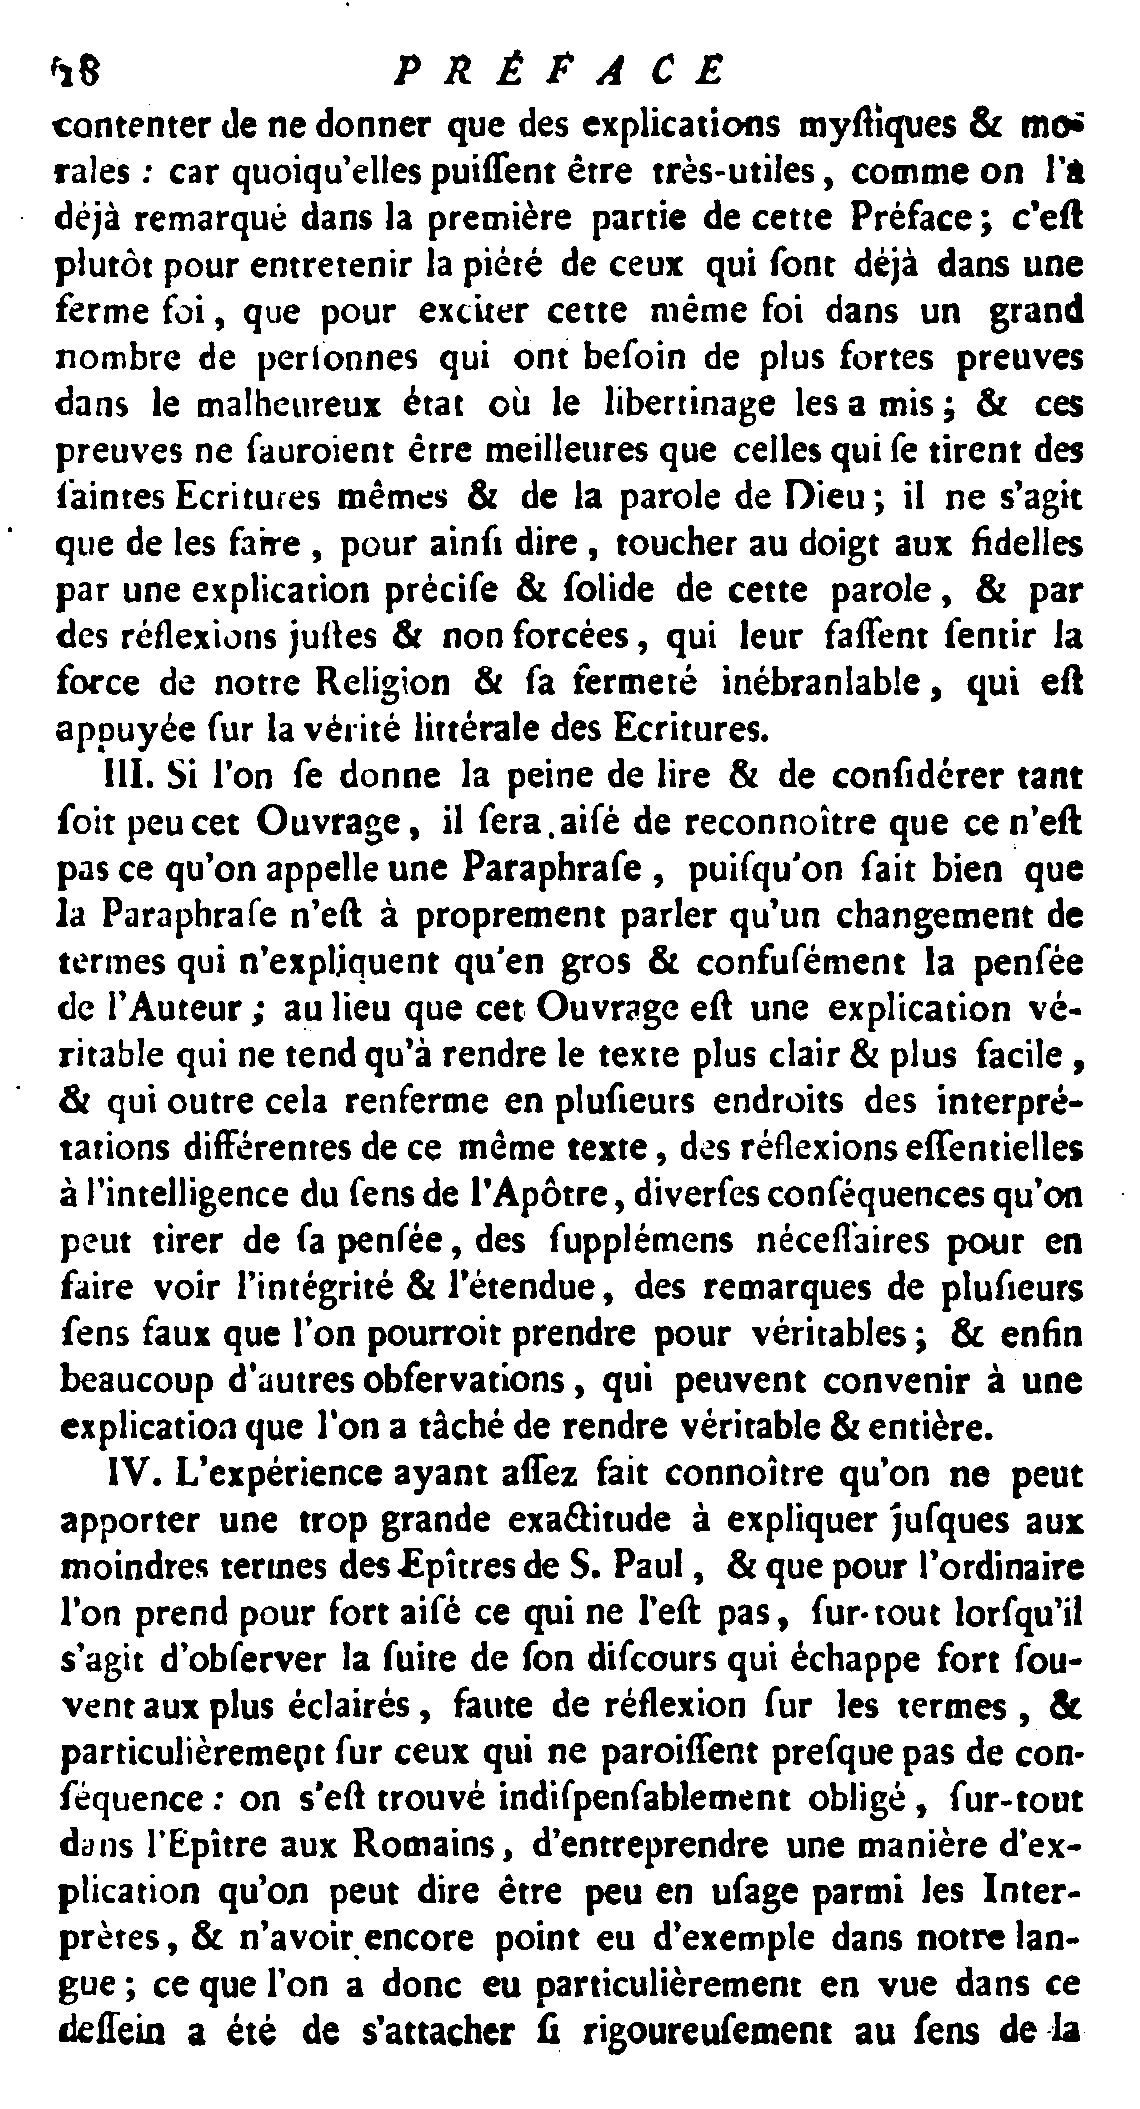 18 PRÉFACE
contenter de ne donner que des explications myſtiques & mo-
rales : car quoiqu'elles puiſſent être très-utiles, comme on l'a
déjà remarqué dans la première partie de cette Préface; c'eſt
plutôt pour entretenir la piété de ceux qui ſont déjà dans une
ferme foi, que pour exciter cette même foi dans un grand
nombre de perſonnes qui ont beſoin de plus fortes preuves
dans le malheureux état où le libertinage les a mis; & ces
preuves ne ſauroient être meilleures que celles qui ſe tirent des
ſaintes Ecritures mêmes & de la parole de Dieu; il ne s'agit
que de les faire, pour ainſi dire, toucher au doigt aux fidelles
par une explication préciſe & ſolide de cette parole, & par
des réflexions juſtes & non forcées, qui leur faſſent ſentir la
force de notre Religion & ſa fermeté inébranlable, qui eſt
appuyée ſur la vérité littérale des Ecritures.
III. Si l'on ſe donne la peine de lire & de conſidérer tant
ſoit peu cet Ouvrage, il ſera aiſé de reconnoître que ce n'eſt
pas ce qu'on appelle une Paraphraſe, puiſqu'on ſait bien que
la Paraphraſe n'eſt à proprement parler qu'un changement de
termes qui n'expliquent qu'en gros & confuſément la penſée
de l'Auteur; au lieu que cet Ouvrage eſt une explication vé-
ritable qui ne tend qu'à rendre le texte plus clair & plus facile,
& qui outre cela renferme en pluſieurs endroits des interpré-
tations différentes de ce même texte, des réflexions eſſentielles
à l'intelligence du ſens de l'Apôtre, diverſes conſéquences qu'on
peut tirer de ſa penſée, des ſupplémens néceſſaires pour en
faire voir l'intégrité & l'étendue, des remarques de pluſieurs
ſens faux que l'on pourroit prendre pour véritables; & enfin
beaucoup d'autres obſervations, qui peuvent convenir à une
explication que l'on a tâché de rendre véritable & entière.
IV. L'expérience ayant aſſez fait connoître qu'on ne peut
apporter une trop grande exactitude à expliquer juſques aux
moindres termes des Epîtres de S. Paul, & que pour l'ordinaire
l'on prend pour fort aiſé ce qui ne l'eſt pas, ſur-tout lorſqu'il
s'agit d'obſerver la ſuite de ſon diſcours qui échappe fort ſou-
vent aux plus éclairés, faute de réflexion ſur les termes, &
particulièrement ſur ceux qui ne paroiſſent preſque pas de con-
ſéquence : on s'eſt trouvé indiſpenſablement obligé, ſur-tout
dans l'Epître aux Romains, d'entreprendre une manière d'ex-
plication qu'on peut dire être peu en uſage parmi les Inter-
prètes, & n'avoir encore point eu d'exemple dans notre lan-
gue; ce que l'on a donc eu particulièrement en vue dans ce
deſſein a été de s'attacher ſi rigoureuſement au ſens de la